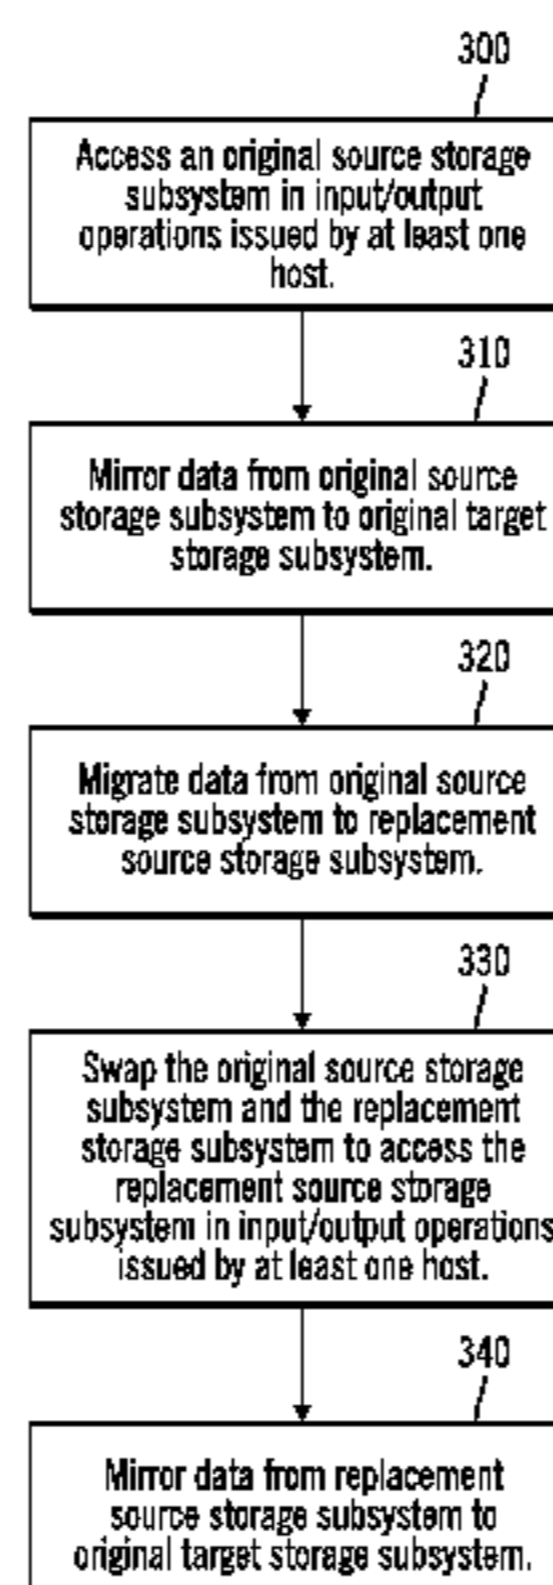 300
Access an original source storage
subsystem in input/output
operations issued by at least one
host.
310
Mirror data from original source
storage subsystem to original target
storage subsystem.
320
Migrate data from original source
storage subsystem to replacement
source storage subsystem.
330
Swap the original source storage
subsystem and the replacement
storage subsystem to access the
replacement source storage
subsystem in input/output operations
issued by at least one host.
340
Mirror data from replacement
source storage subsystem to
original target storage subsystem.